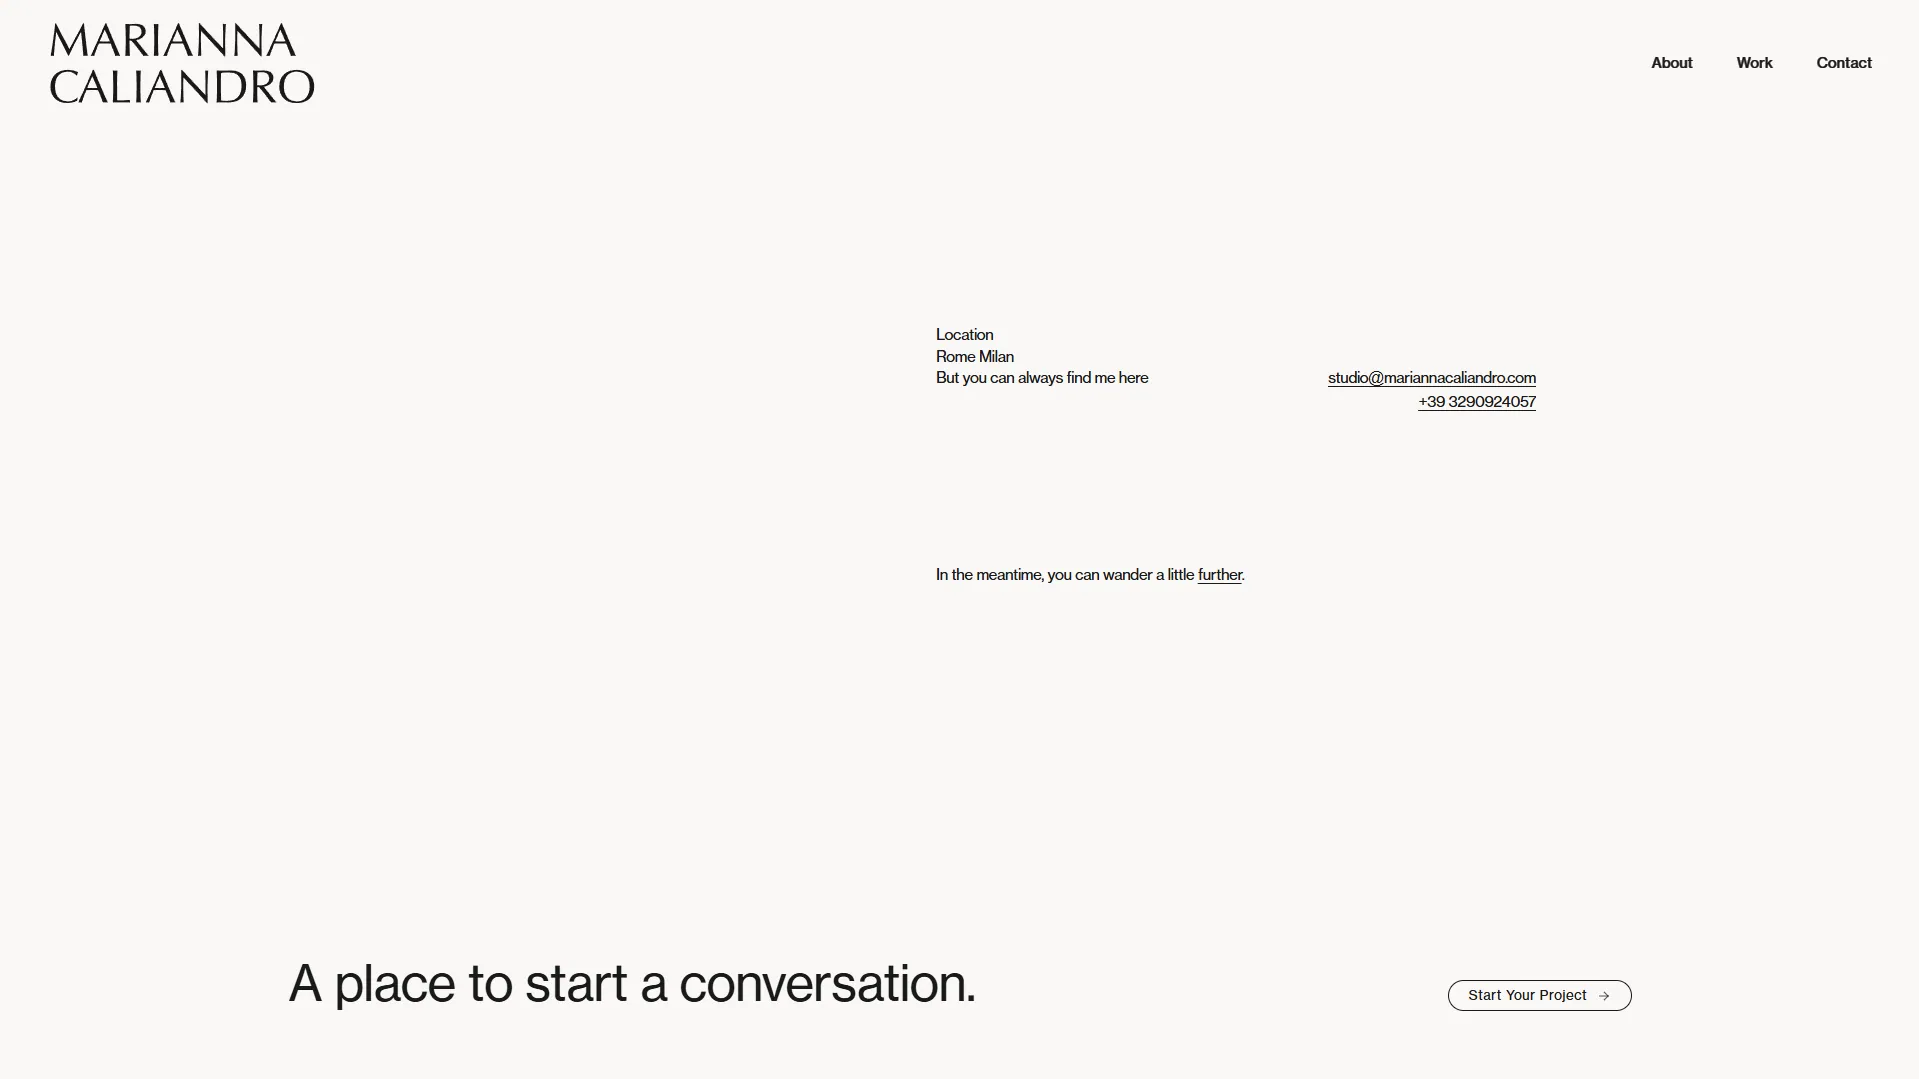 MARIANNA
CALIANDRO
About
Work
Contact
Location
Rome Milan
But you can always find me here
studio@mariannacaliandro.com
+39 3290924057
In the meantime, you can wander a little further.
A place to start a conversation.
Start Your Project →